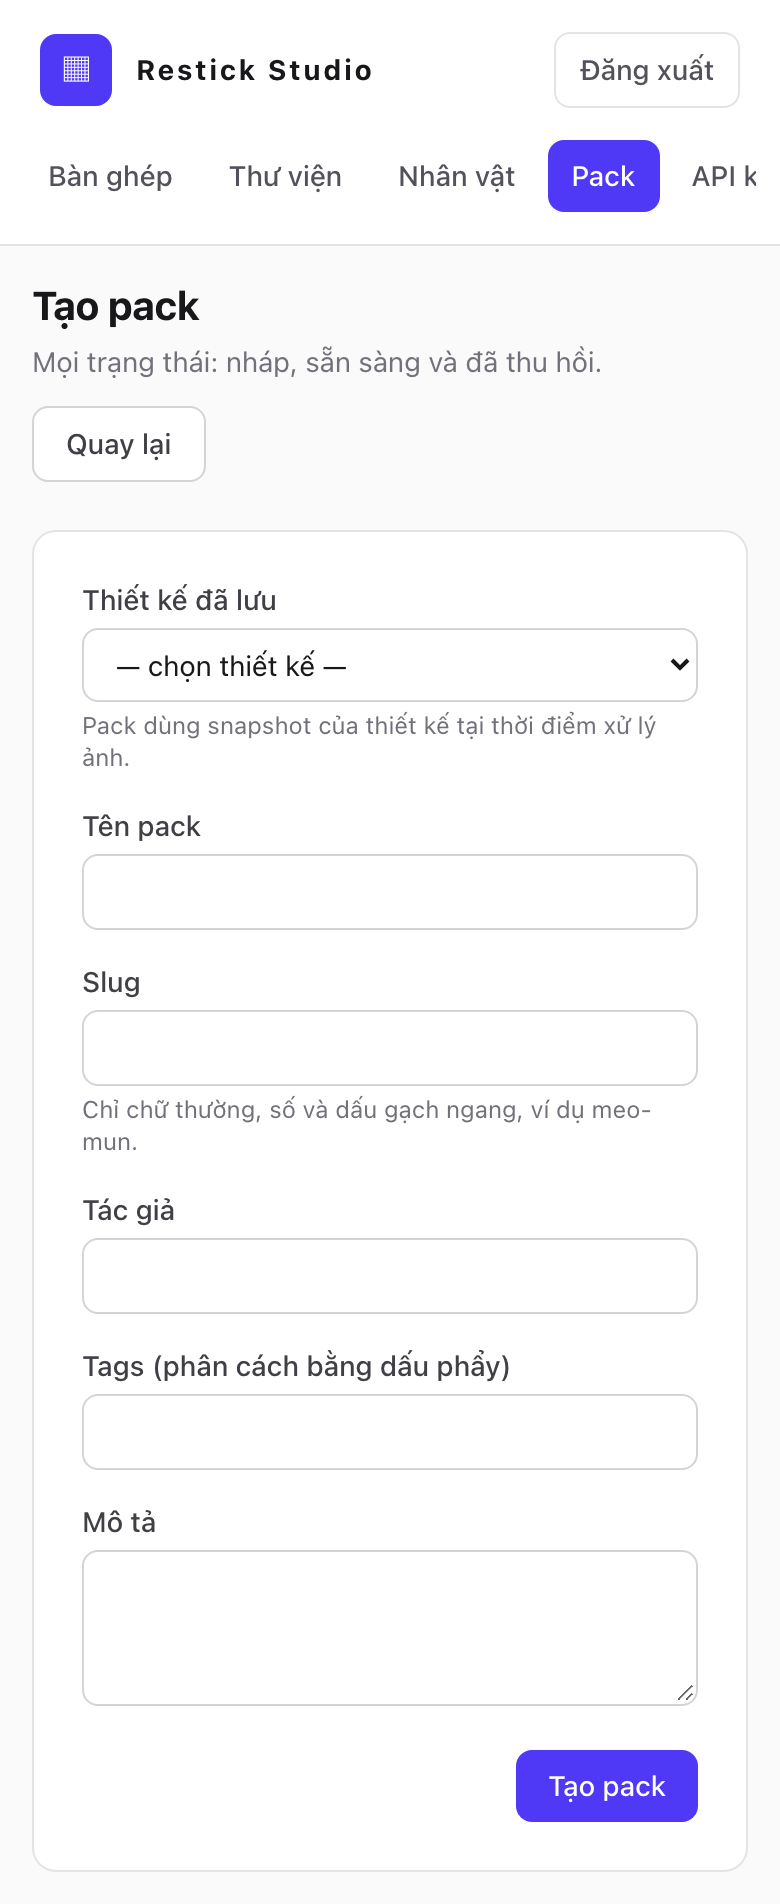 Restick Studio
Đăng xuất
Bàn ghép
Thư viện
Nhân vật
Pack
API k
Tạo pack
Mọi trạng thái: nháp, sẵn sàng và đã thu hồi.
Quay lại
Thiết kế đã lưu
— chọn thiết kế —
Pack dùng snapshot của thiết kế tại thời điểm xử lý
ảnh.
Tên pack
Slug
Chỉ chữ thường, số và dấu gạch ngang, ví dụ meo-
mun.
Tác giả
Tags (phân cách bằng dấu phẩy)
Mô tả
Tạo pack